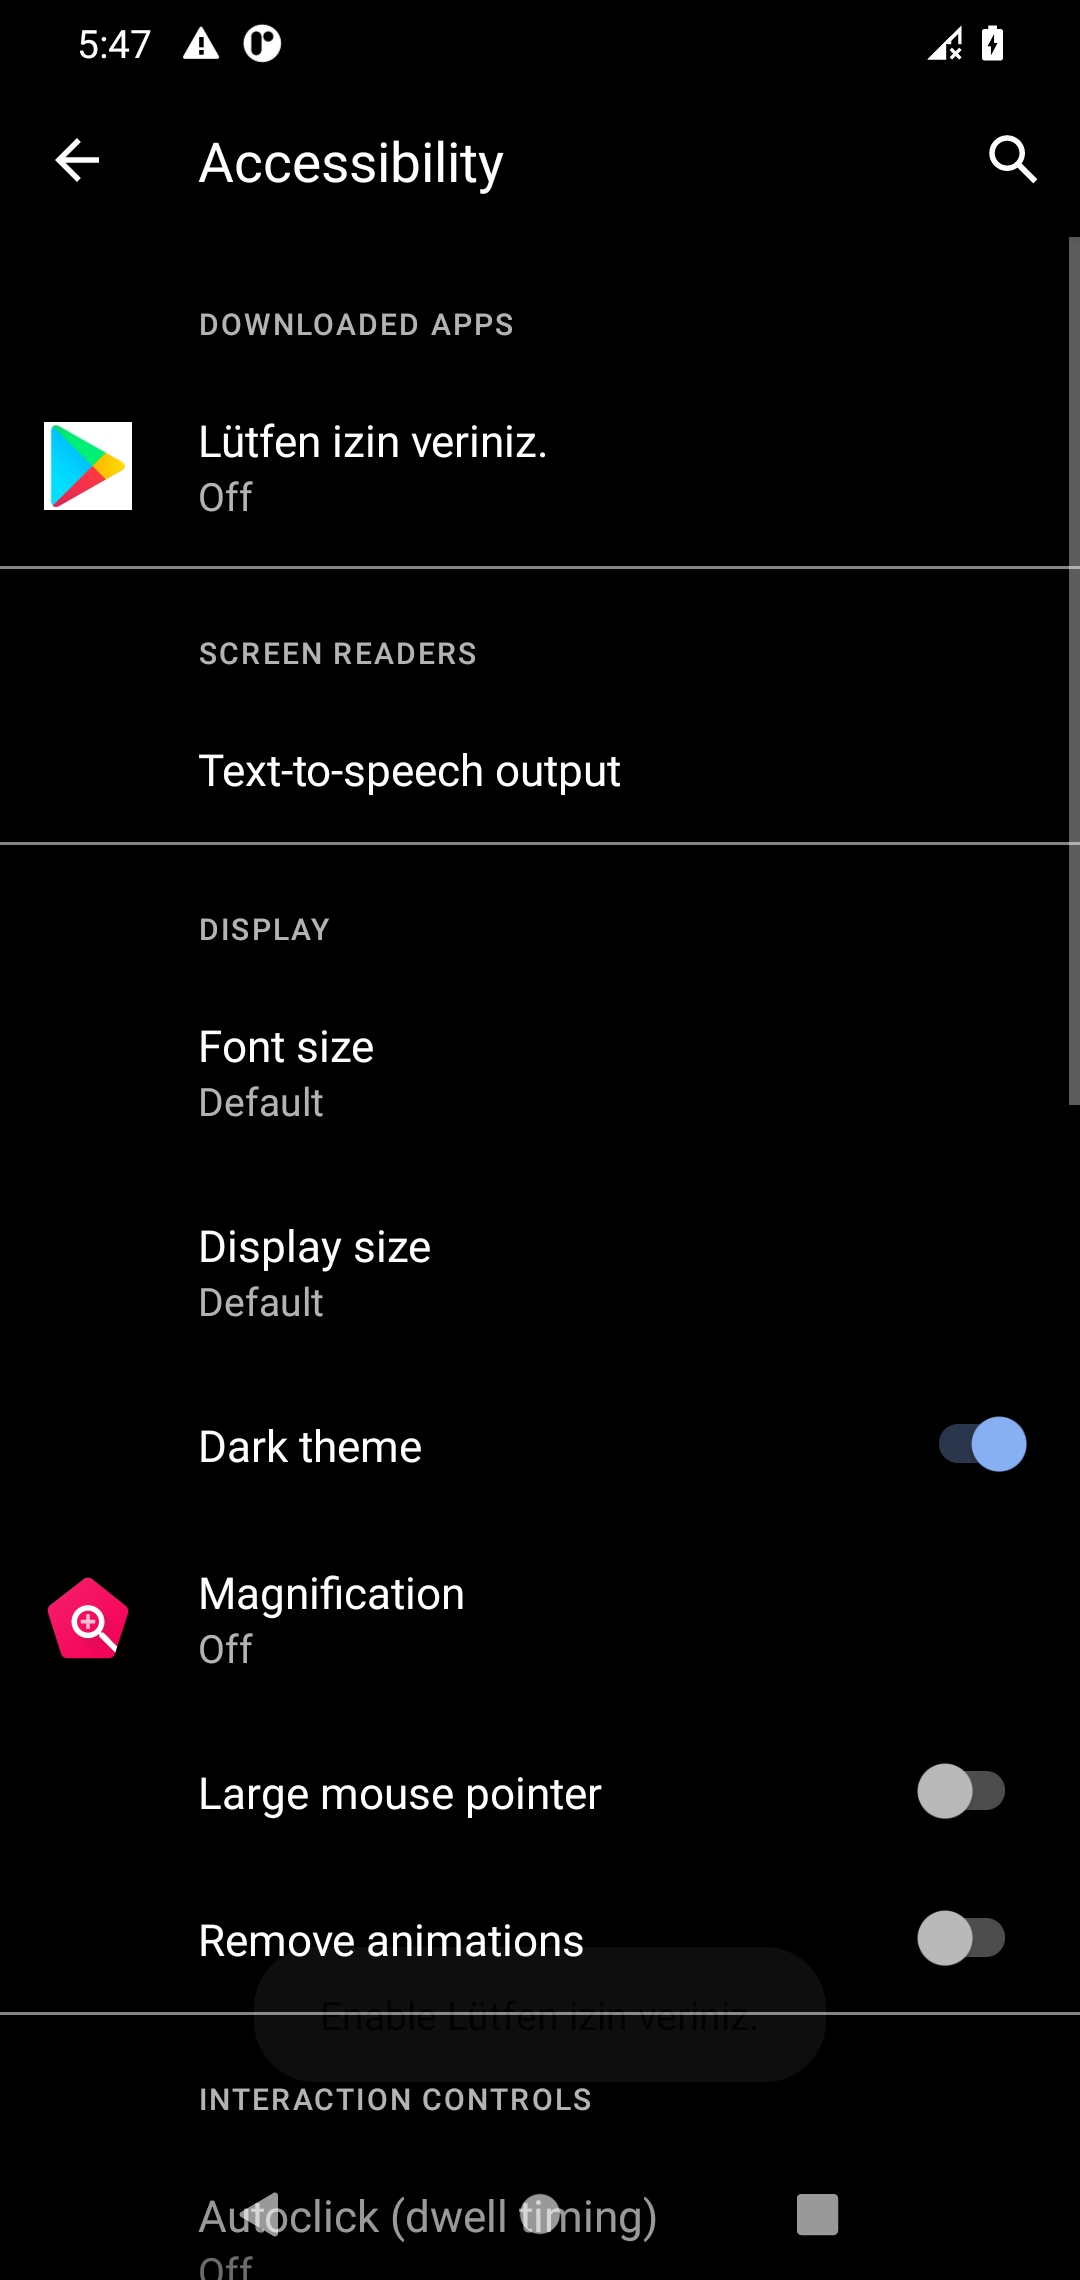 5:47
Accessibility
DOWNLOADED APPS
Lütfen izin veriniz.
Off
SCREEN READERS
Text-to-speech output
DISPLAY
Font size
Default
Display size
Default
Dark theme
Magnification
Off
Large mouse pointer
Remove animations
Enable Lütfen izin veriniz.
INTERACTION CONTROLS
Autoclick (dwell timing)
Off